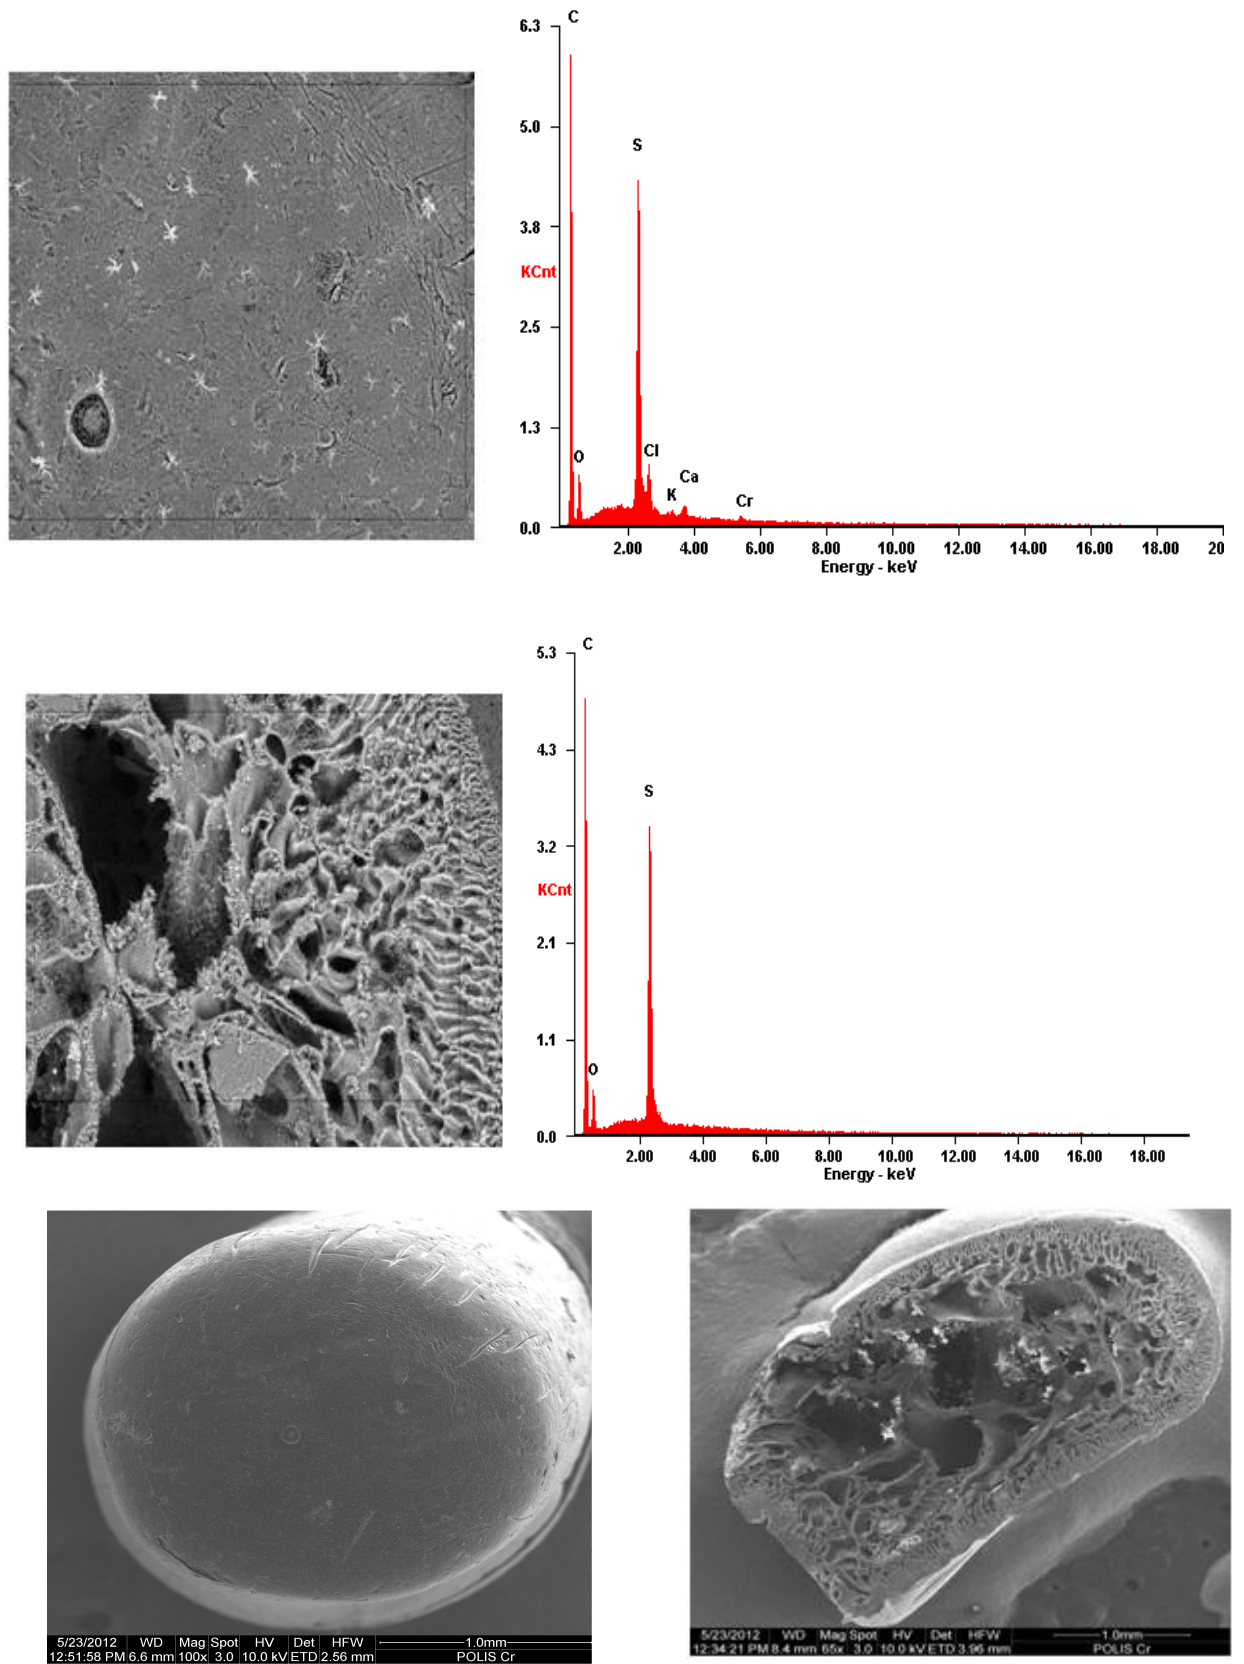 C
6.3
5.0
S
3.8
KCnt
2.5
1.3
O
Cl
Ca
K
Cr
0.0
2.00 4.00 6.00 8.00 10.00 12.00 14.00 16.00 18.00 20
Energy - keV
C
5.3
4.3
S
3.2
KCnt
2.1
1.1
O
0.0
2.00 4.00 6.00 8.00 10.00 12.00 14.00 16.00 18.00
Energy - keV
5/23/2012 WD Mag Spot HV Det HFW 1.0mm
12:51:58 PM 6.6 mm 100x 3.0 10.0 kV ETD 2.56 mm POLIS Cr
5/23/2012 WD Mag Spot HV Det HFW 1.0mm
12:34:21 PM 8.4 mm 65x 3.0 10.0 kV ETD 3.96 mm POLIS Cr